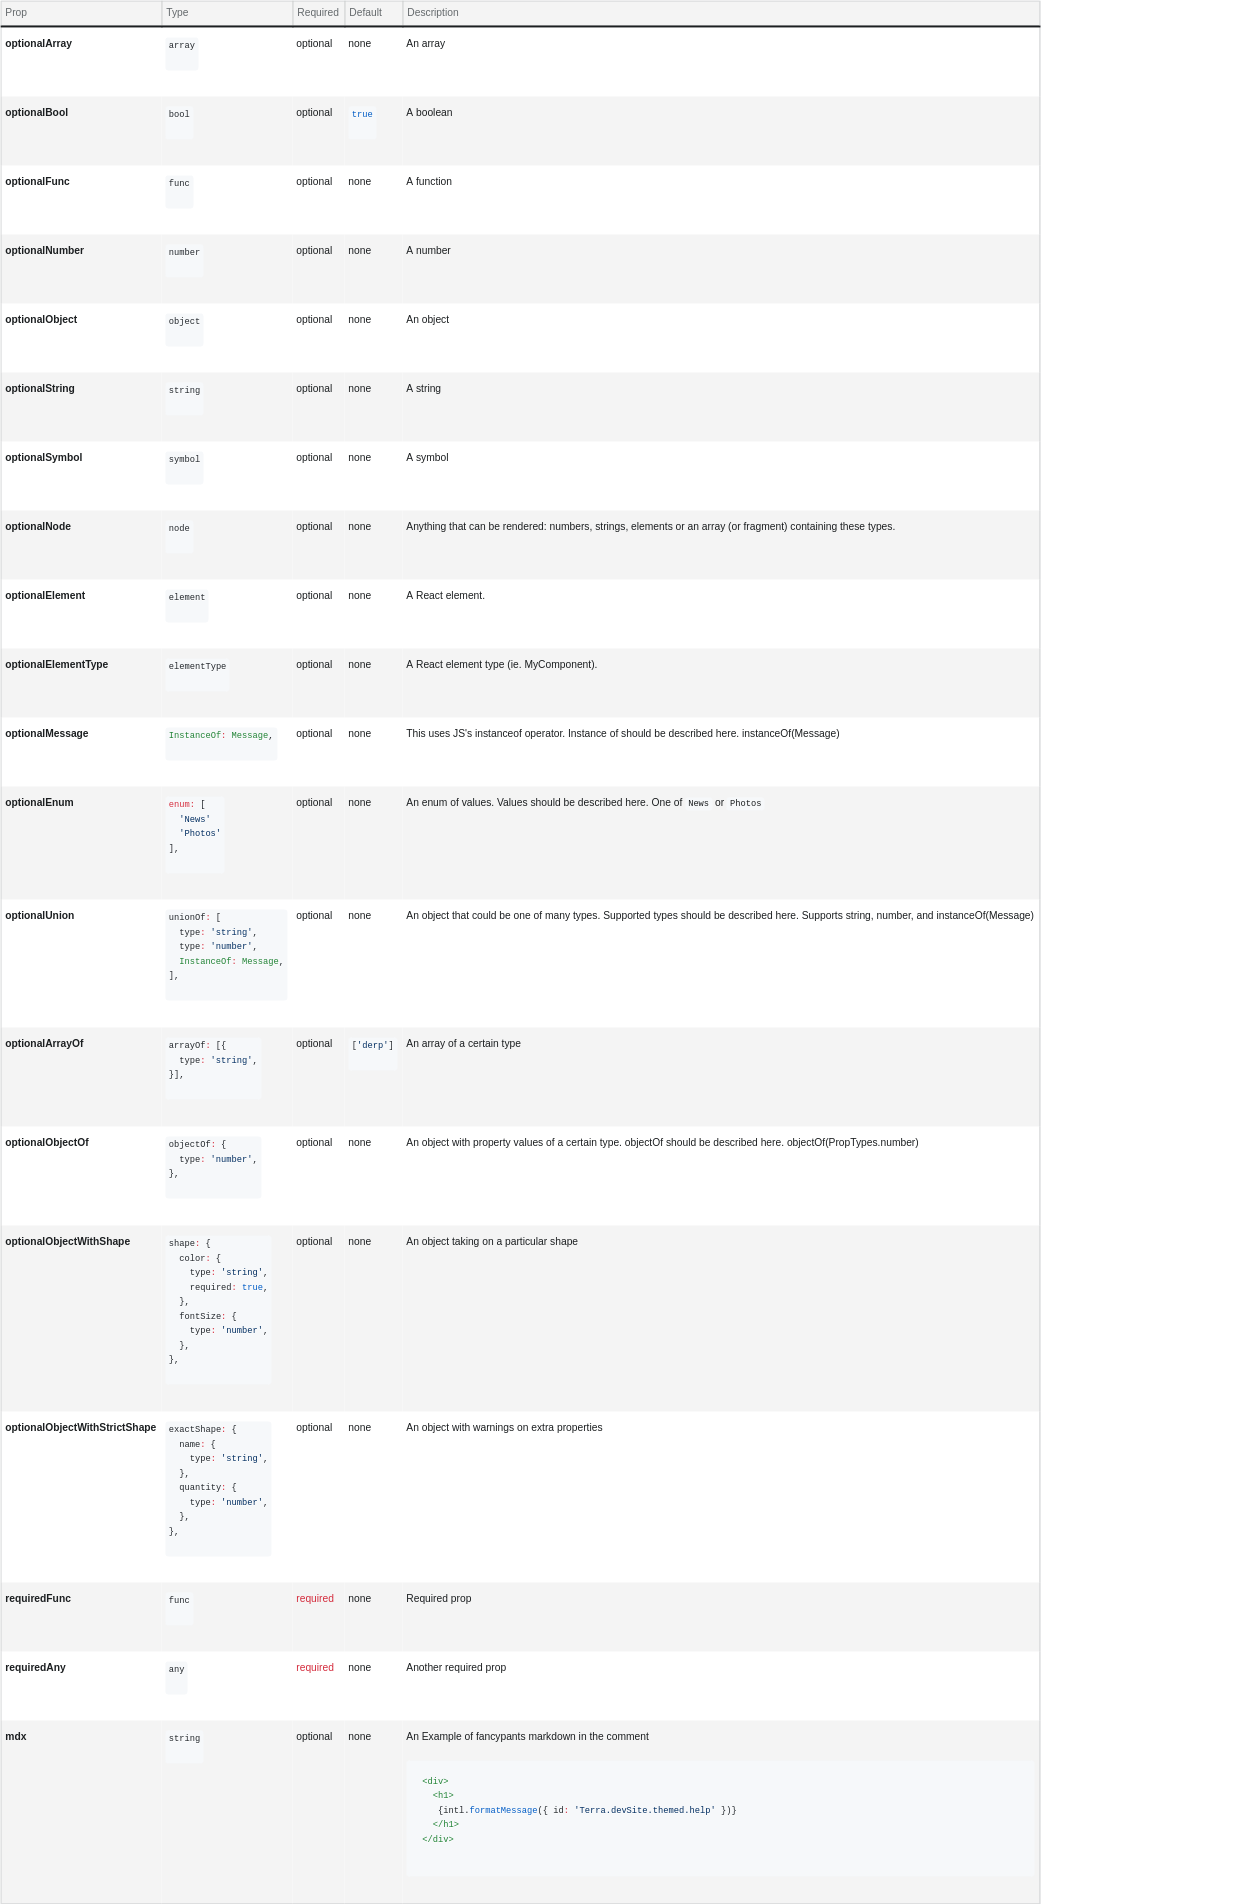 Prop Type Required Default Description
optionalArray array optional none An array
optionalBool bool optional true A boolean
optionalFunc func optional none A function
optionalNumber number optional none A number
optionalObject object optional none An object
optionalString string optional none A string
optionalSymbol symbol optional none A symbol
optionalNode node optional none Anything that can be rendered: numbers, strings, elements or an array (or fragment) containing these types.
optionalElement element optional none A React element.
optionalElementType elementType optional none A React element type (ie. MyComponent).
optionalMessage InstanceOf: Message, optional none This uses JS's instanceof operator. Instance of should be described here. instanceOf(Message)
optionalEnum enum: [ optional none An enum of values. Values should be described here. One of News or Photos
'News'
'Photos'
],
optionalUnion unionOf: [ optional none An object that could be one of many types. Supported types should be described here. Supports string, number, and instanceOf(Message)
type: 'string',
type: 'number',
InstanceOf: Message,
],
optionalArrayOf arrayOf: [{ optional ['derp'] An array of a certain type
type: 'string',
}],
optionalObjectOf objectOf: { optional none An object with property values of a certain type. objectOf should be described here. objectOf(PropTypes.number)
type: 'number',
},
optionalObjectWithShape shape: { optional none An object taking on a particular shape
color: {
type: 'string',
required: true,
},
fontSize: {
type: 'number',
},
},
optionalObjectWithStrictShape exactShape: { optional none An object with warnings on extra properties
name: {
type: 'string',
},
quantity: {
type: 'number',
},
},
requiredFunc func required none Required prop
requiredAny any required none Another required prop
mdx string optional none An Example of fancypants markdown in the comment
<div>
<h1>
{intl.formatMessage({ id: 'Terra.devSite.themed.help' })}
</h1>
</div>